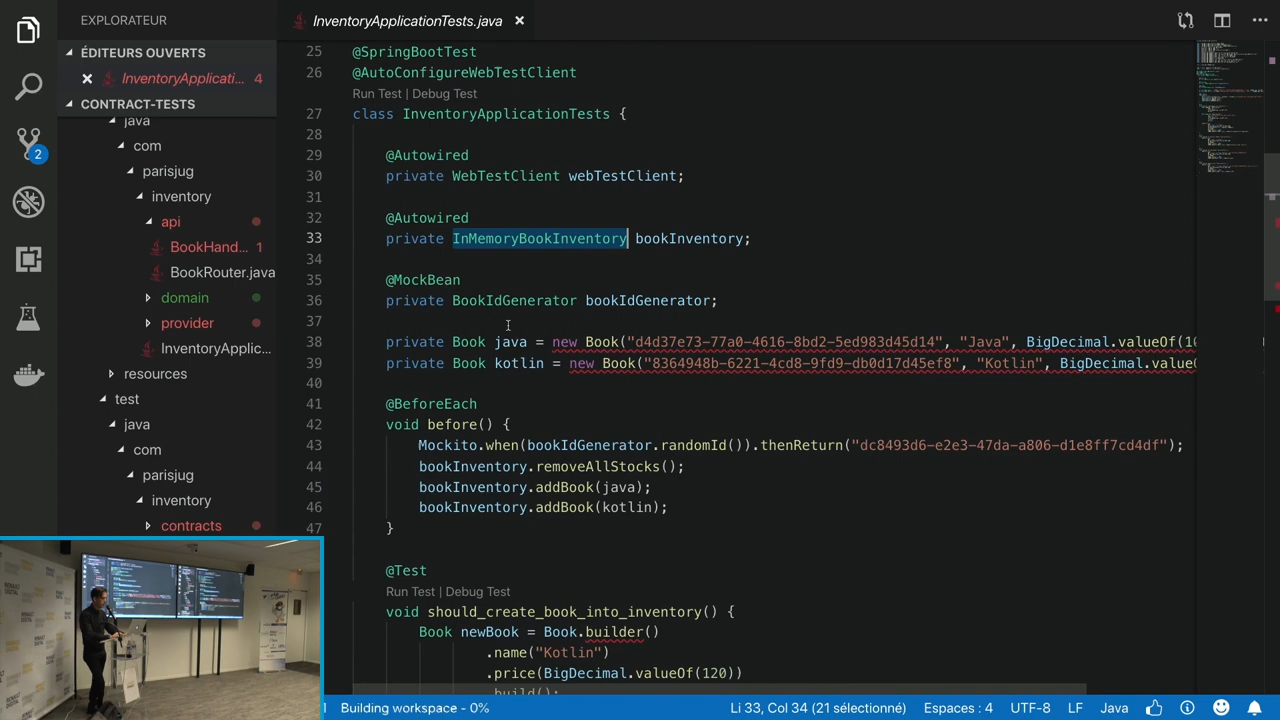 EXPLORATEUR
ÉDITEURS OUVERTS
InventoryApplicati... 4
CONTRACT-TESTS
java
com
parisjug
inventory
api
BookHand... 1
BookRouter.java
domain
provider
InventoryApplic...
resources
test
java
com
parisjug
inventory
contracts
2
InventoryApplicationTests.java
25 @SpringBootTest
26 @AutoConfigureWebTestClient
Run Test | Debug Test
27 class InventoryApplicationTests {
28
29 @Autowired
30 private WebTestClient webTestClient;
31
32 @Autowired
33 private InMemoryBookInventory bookInventory;
34
35 @MockBean
36 private BookIdGenerator bookIdGenerator;
37
38 private Book java = new Book("d4d37e73-77a0-4616-8bd2-5ed983d45d14", "Java", BigDecimal.valueOf(10
39 private Book kotlin = new Book("8364948b-6221-4cd8-9fd9-db0d17d45ef8", "Kotlin", BigDecimal.valueO
40
41 @BeforeEach
42 void before() {
43 Mockito.when(bookIdGenerator.randomId()).thenReturn("dc8493d6-e2e3-47da-a806-d1e8ff7cd4df");
44 bookInventory.removeAllStocks();
45 bookInventory.addBook(java);
46 bookInventory.addBook(kotlin);
47 }
@Test
Run Test | Debug Test
void should_create_book_into_inventory() {
Book newBook = Book.builder()
.name("Kotlin")
.price(BigDecimal.valueOf(120))
.build();
Building workspace - 0%
Li 33, Col 34 (21 sélectionné)
Espaces : 4
UTF-8
LF
Java